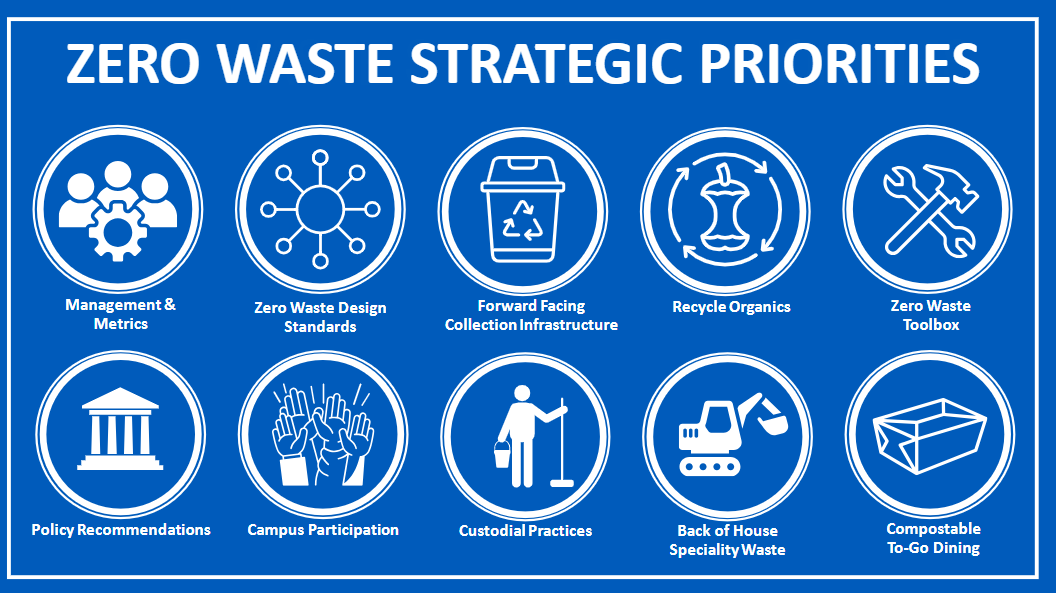 ZERO WASTE STRATEGIC PRIORITIES
Management &
Metrics
Zero Waste Design
Standards
Forward Facing
Collection Infrastructure
Recycle Organics
Zero Waste
Toolbox
Policy Recommendations
Campus Participation
Custodial Practices
Back of House
Speciality Waste
Compostable
To-Go Dining